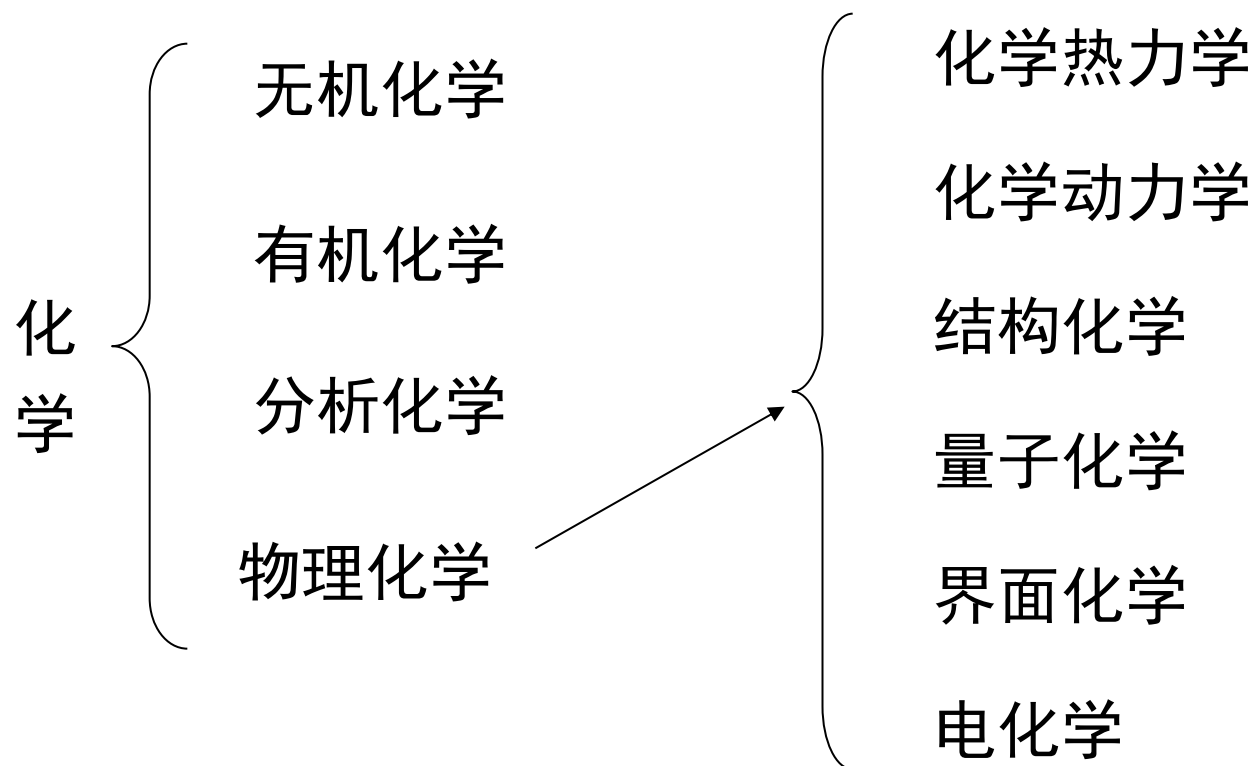 化
学
无机化学
有机化学
分析化学
物理化学
化学热力学
化学动力学
结构化学
量子化学
界面化学
电化学